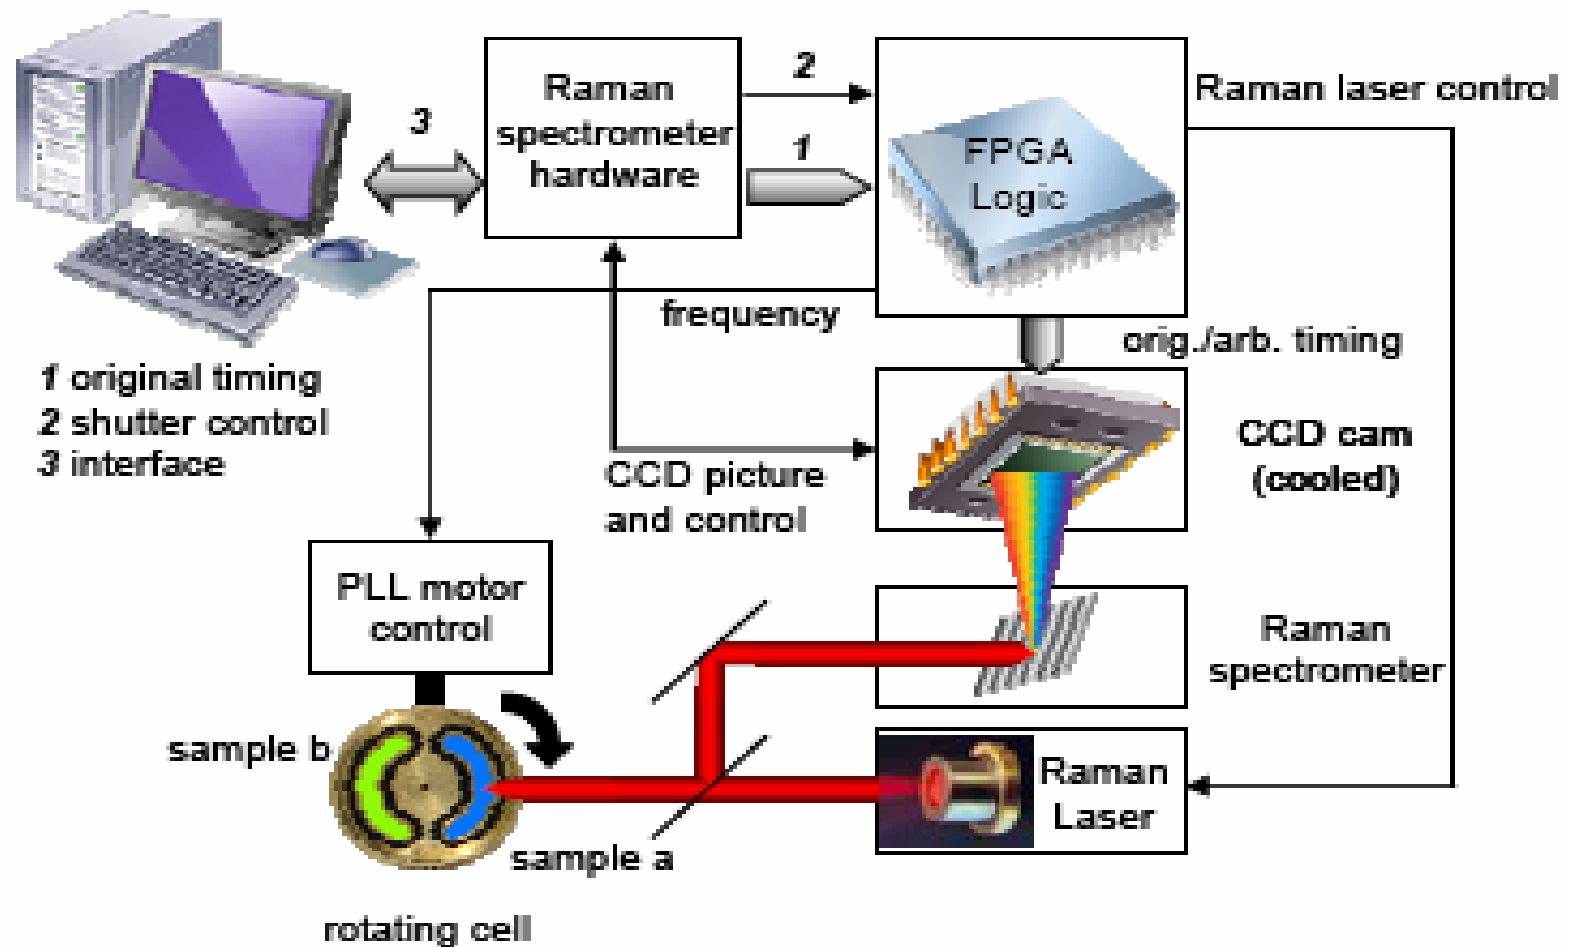 Raman
spectrometer
hardware
2
1
3
FPGA
Logic
Raman laser control
frequency
orig./arb. timing
1 original timing
2 shutter control
3 interface
CCD picture
and control
CCD cam
(cooled)
PLL motor
control
Raman
spectrometer
sample b
Raman
Laser
sample a
rotating cell